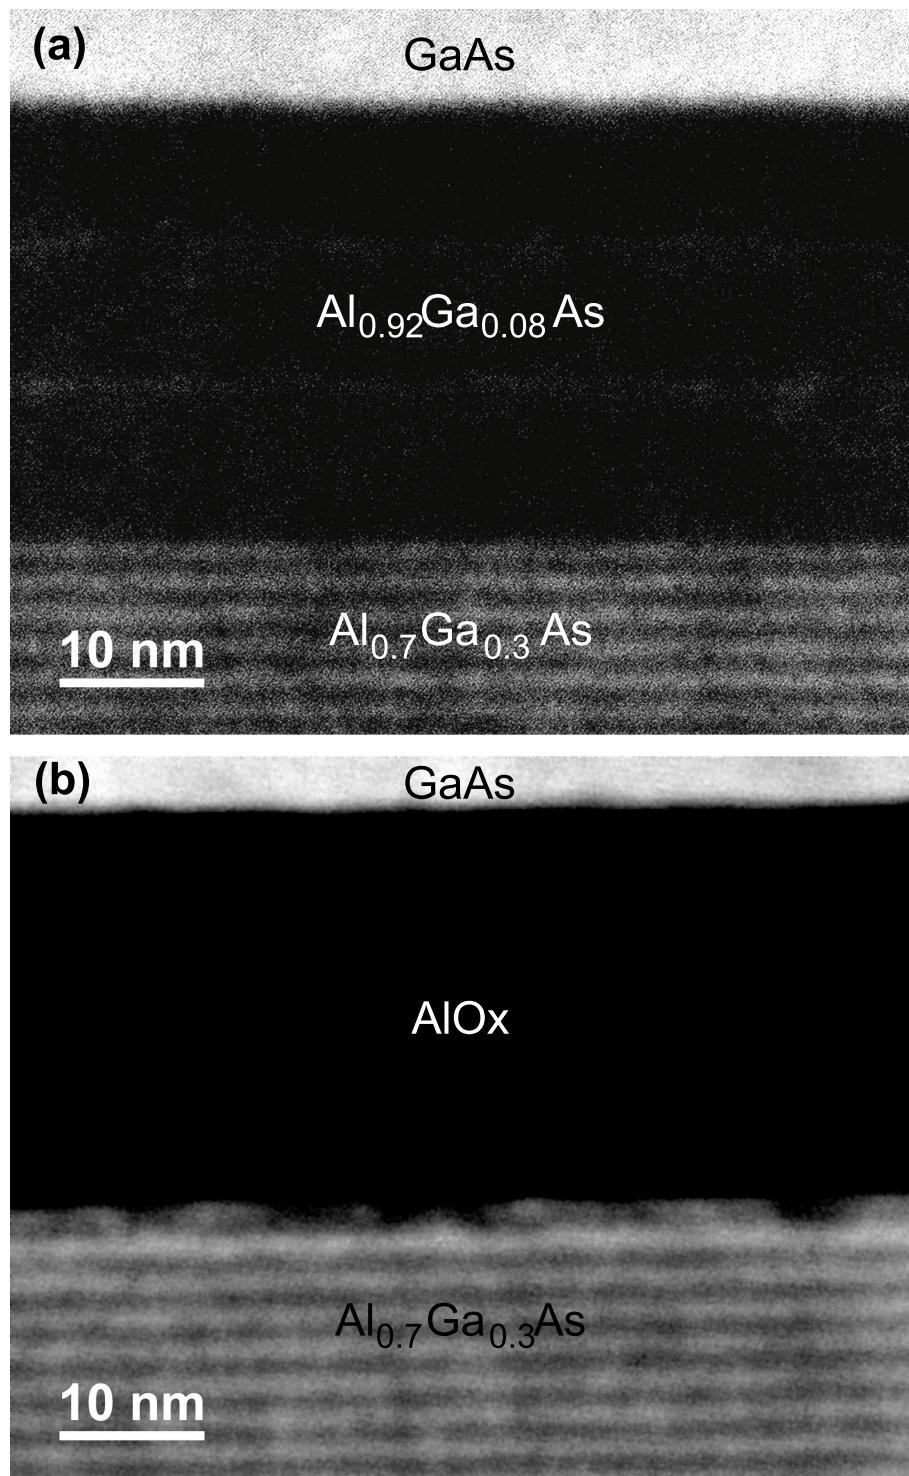 (a)
GaAs
Al0.92Ga0.08 As
Al0.7Ga0.3 As
10 nm
(b)
GaAs
AlOx
Al0.7Ga0.3As
10 nm